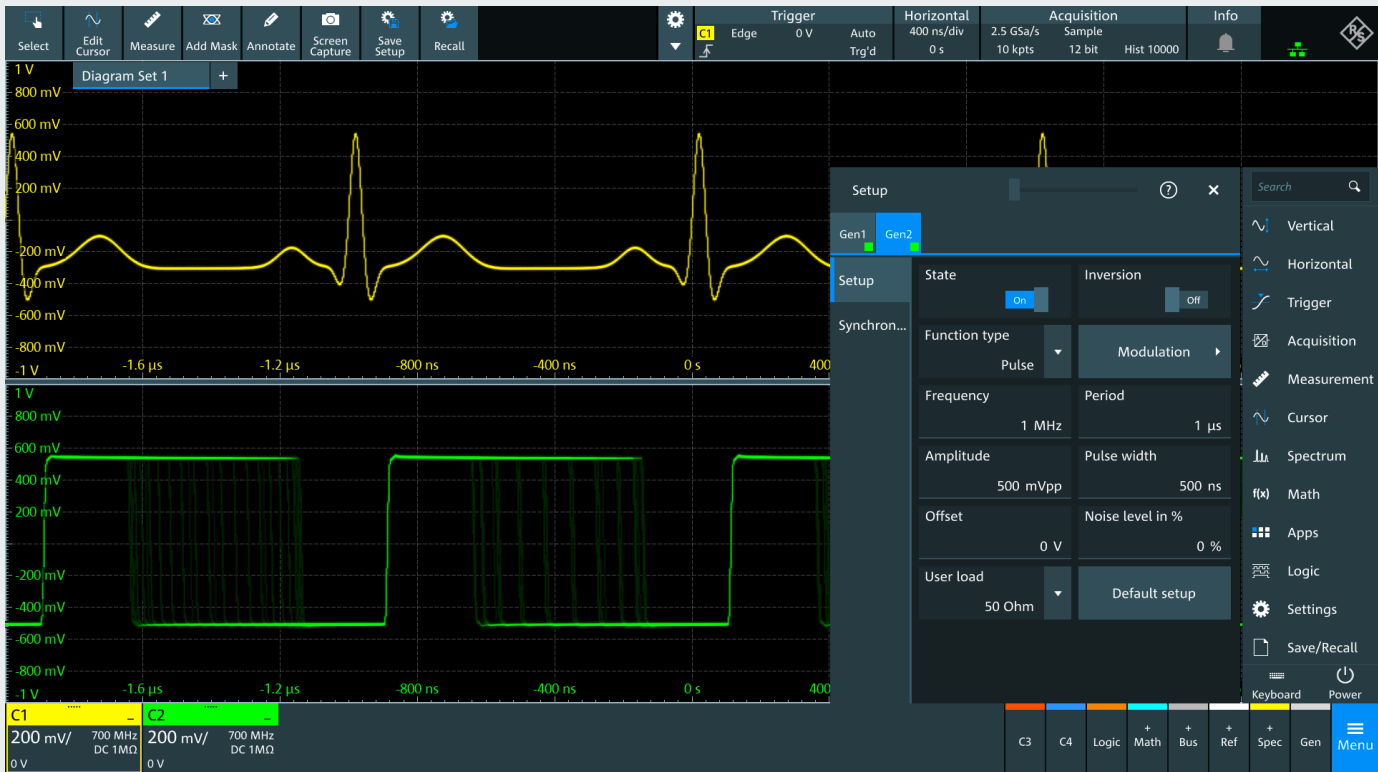 Select
Edit
Cursor
Measure
Add Mask
Annotate
Screen
Capture
Save
Setup
Recall
Trigger
C1 Edge 0 V Auto
Trg'd
Horizontal
400 ns/div
0 s
Acquisition
2.5 GSa/s Sample
10 kpts 12 bit Hist 10000
Info
R&S
Diagram Set 1 +
1 V
800 mV
600 mV
400 mV
200 mV
-200 mV
-400 mV
-600 mV
-800 mV
-1 V
-1.6 µs -1.2 µs -800 ns -400 ns 0 s 400
1 V
800 mV
600 mV
400 mV
200 mV
-200 mV
-400 mV
-600 mV
-800 mV
-1 V
-1.6 µs -1.2 µs -800 ns -400 ns 0 s 400
Setup ?
Gen1 Gen2
Setup
Synchron...
State
On
Inversion
Off
Function type
Pulse
Modulation
Frequency
1 MHz
Period
1 µs
Amplitude
500 mVpp
Pulse width
500 ns
Offset
0 V
Noise level in %
0 %
User load
50 Ohm
Default setup
Search
Vertical
Horizontal
Trigger
Acquisition
Measurement
Cursor
Spectrum
f(x) Math
Apps
Logic
Settings
Save/Recall
Keyboard Power
C1
200 mV/ 700 MHz
DC 1MΩ
0 V
C2
200 mV/ 700 MHz
DC 1MΩ
0 V
C3
C4
Logic
+
Math
+
Bus
+
Ref
+
Spec
Gen
Menu